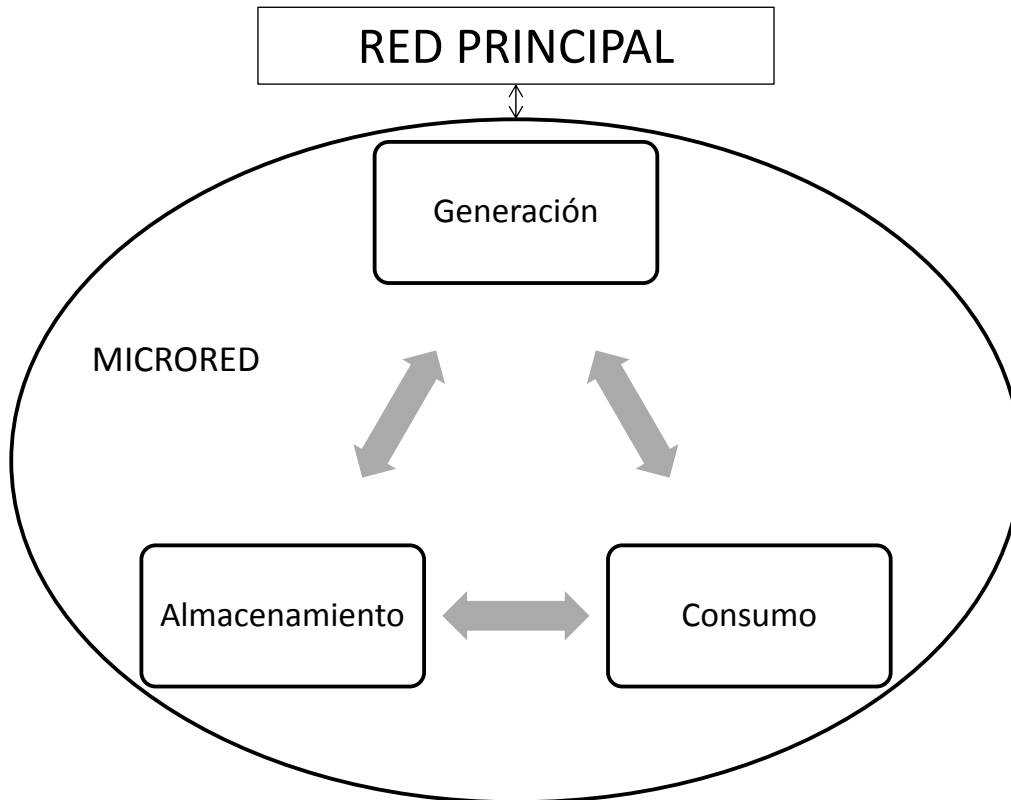 RED PRINCIPAL
Generación
MICRORED
Almacenamiento
Consumo